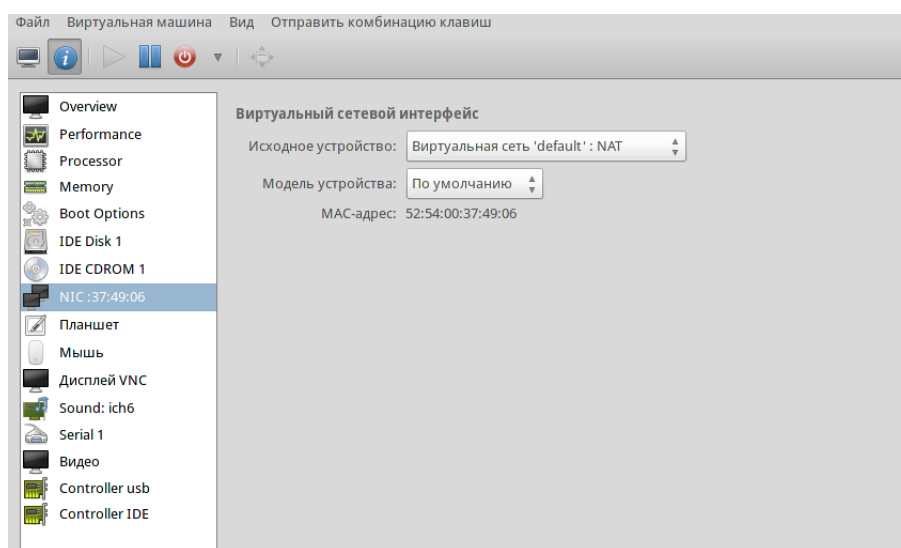 Файл Виртуальная машина Вид Отправить комбинацию клавиш
Overview
Performance
Processor
Memory
Boot Options
IDE Disk 1
IDE CDROM 1
NIC :37:49:06
Планшет
Мышь
Дисплей VNC
Sound: ich6
Serial 1
Видео
Controller usb
Controller IDE
Виртуальный сетевой интерфейс
Исходное устройство: Виртуальная сеть 'default' : NAT
Модель устройства: По умолчанию
MAC-адрес: 52:54:00:37:49:06